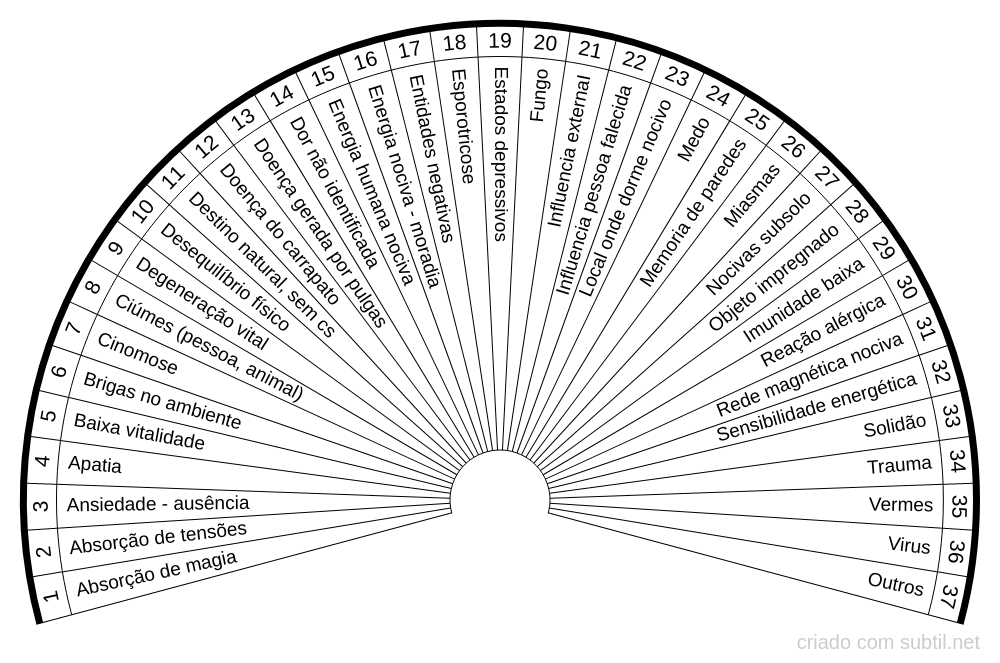 1 Absorção de magia
2 Absorção de tensões
3 Ansiedade - ausência
4 Apatia
5 Baixa vitalidade
6 Brigas no ambiente
7 Cinomose
8 Ciúmes (pessoa, animal)
9 Degeneração vital
10 Desequilíbrio físico
11 Destino natural, sem cs
12 Doença do carrapato
13 Doença gerada por pulgas
14 Dor não identificada
15 Energia humana nociva
16 Energia nociva - moradia
17 Entidades negativas
18 Esporotricose
19 Estados depressivos
20 Fungo
21 Influencia external
22 Influencia pessoa falecida
23 Local onde dorme nocivo
24 Medo
25 Memoria de paredes
26 Miasmas
27 Nocivas subsolo
28 Objeto impregnado
29 Imunidade baixa
30 Reação alérgica
31 Rede magnética nociva
32 Sensibilidade energética
33 Solidão
34 Trauma
35 Vermes
36 Virus
37 Outros
criado com subtil.net